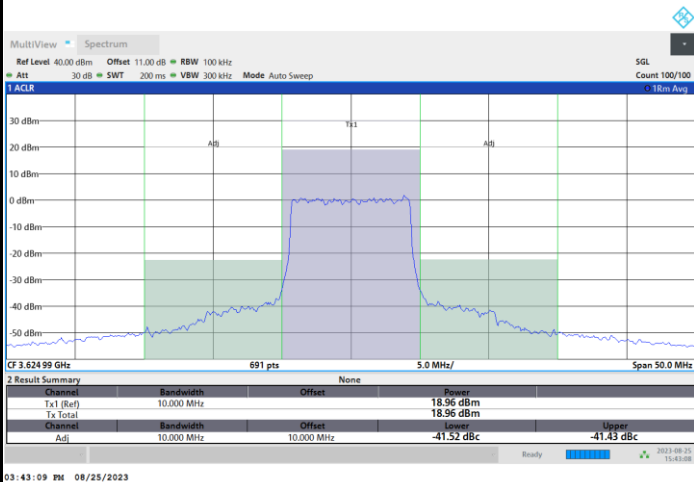 MultiView Spectrum
Ref Level 40.00 dBm Offset 11.00 dB RBW 100 kHz SGL
Att 30 dB SWT 200 ms VBW 300 kHz Mode Auto Sweep Count 100/100
1 ACLR 1Rm Avg
Tx1
30 dBm
Adj Adj
20 dBm
10 dBm
0 dBm
-10 dBm
-20 dBm
-30 dBm
-40 dBm
-50 dBm
CF 3.624 99 GHz 691 pts 5.0 MHz/ Span 50.0 MHz
2 Result Summary None
Channel Bandwidth Offset Power
Tx1 (Ref) 10.000 MHz 18.96 dBm
Tx Total 18.96 dBm
Channel Bandwidth Offset Lower Upper
Adj 10.000 MHz 10.000 MHz -41.52 dBc -41.43 dBc
Ready 2023-08-25
15:43:08
03:43:09 PM 08/25/2023